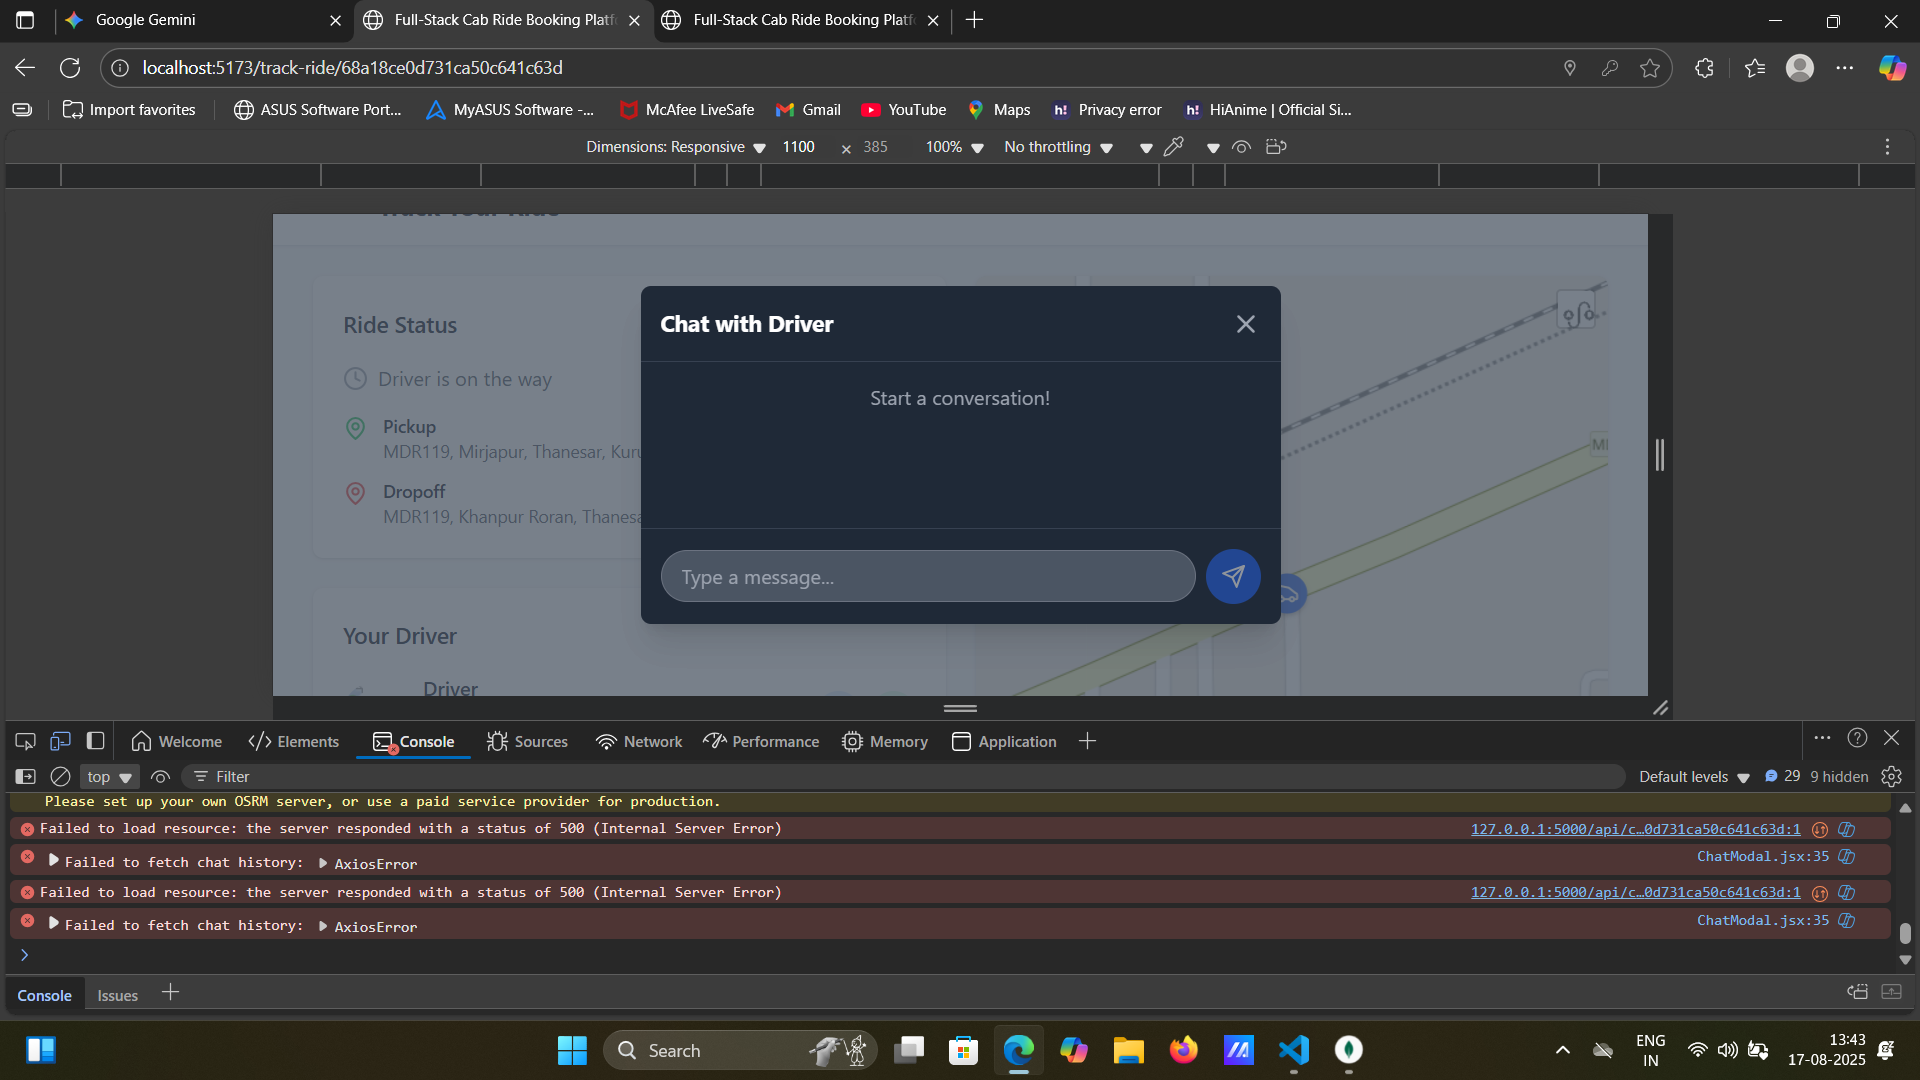 Google Gemini
Full-Stack Cab Ride Booking Platf
Full-Stack Cab Ride Booking Platf
localhost:5173/track-ride/68a18ce0d731ca50c641c63d
Import favorites
ASUS Software Port...
MyASUS Software -...
McAfee LiveSafe
Gmail
YouTube
Maps
Privacy error
HiAnime | Official Si...
Dimensions: Responsive 1100 × 385 100% No throttling
Track Your Ride
Ride Status
Driver is on the way
Pickup
MDR119, Mirjapur, Thanesar, Kuru
Dropoff
MDR119, Khanpur Roran, Thanesa
Your Driver
Driver
Chat with Driver
Start a conversation!
Type a message...
Welcome
Elements
Console
Sources
Network
Performance
Memory
Application
top
Filter
Default levels
29
9 hidden
Please set up your own OSRM server, or use a paid service provider for production.
Failed to load resource: the server responded with a status of 500 (Internal Server Error) 127.0.0.1:5000/api/c…0d731ca50c641c63d:1
Failed to fetch chat history: AxiosError ChatModal.jsx:35
Failed to load resource: the server responded with a status of 500 (Internal Server Error) 127.0.0.1:5000/api/c…0d731ca50c641c63d:1
Failed to fetch chat history: AxiosError ChatModal.jsx:35
Console
Issues
Search
ENG
IN
13:43
17-08-2025